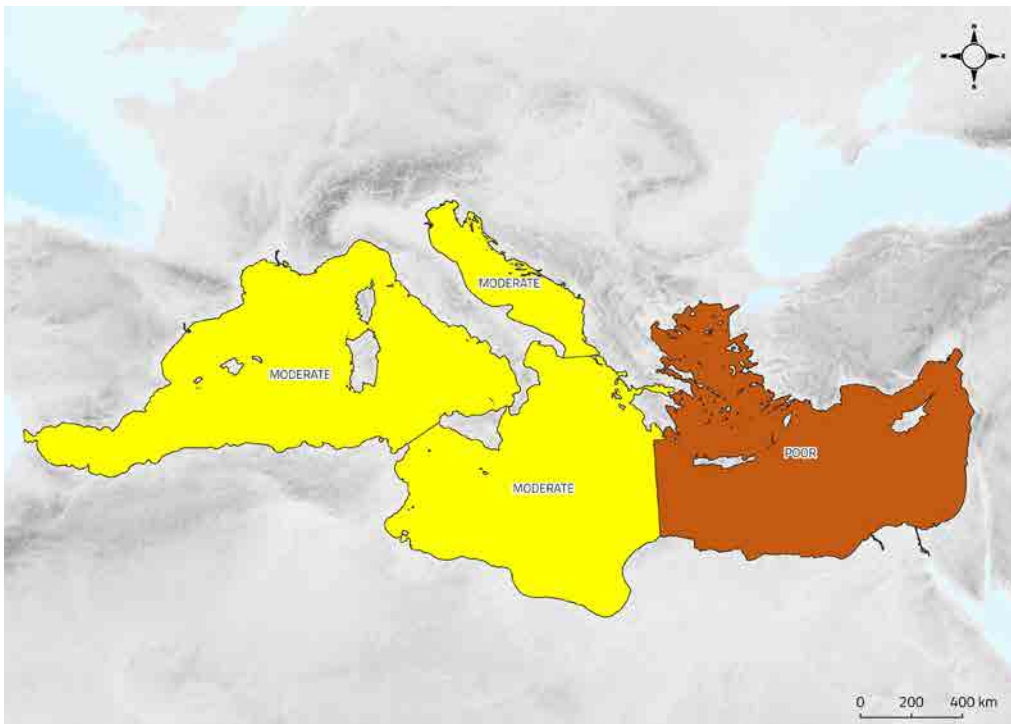 N
W E
S
MODERATE
MODERATE
POOR
MODERATE
0 200 400 km